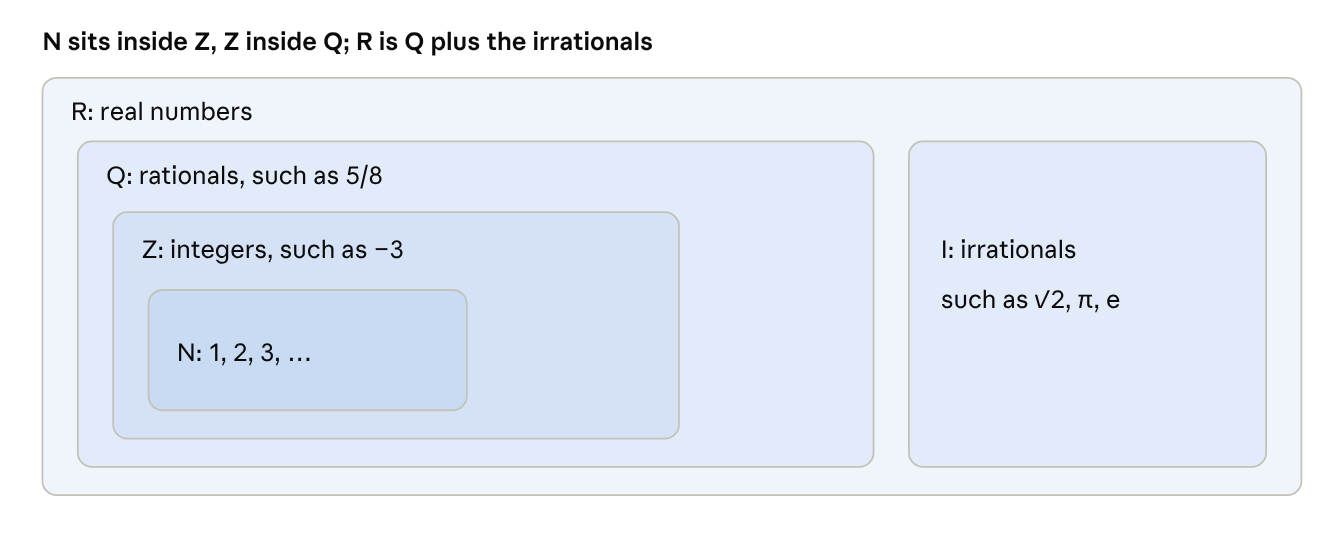 N sits inside Z, Z inside Q; R is Q plus the irrationals
R: real numbers
Q: rationals, such as 5/8
Z: integers, such as −3
N: 1, 2, 3, …
I: irrationals
such as √2, π, e